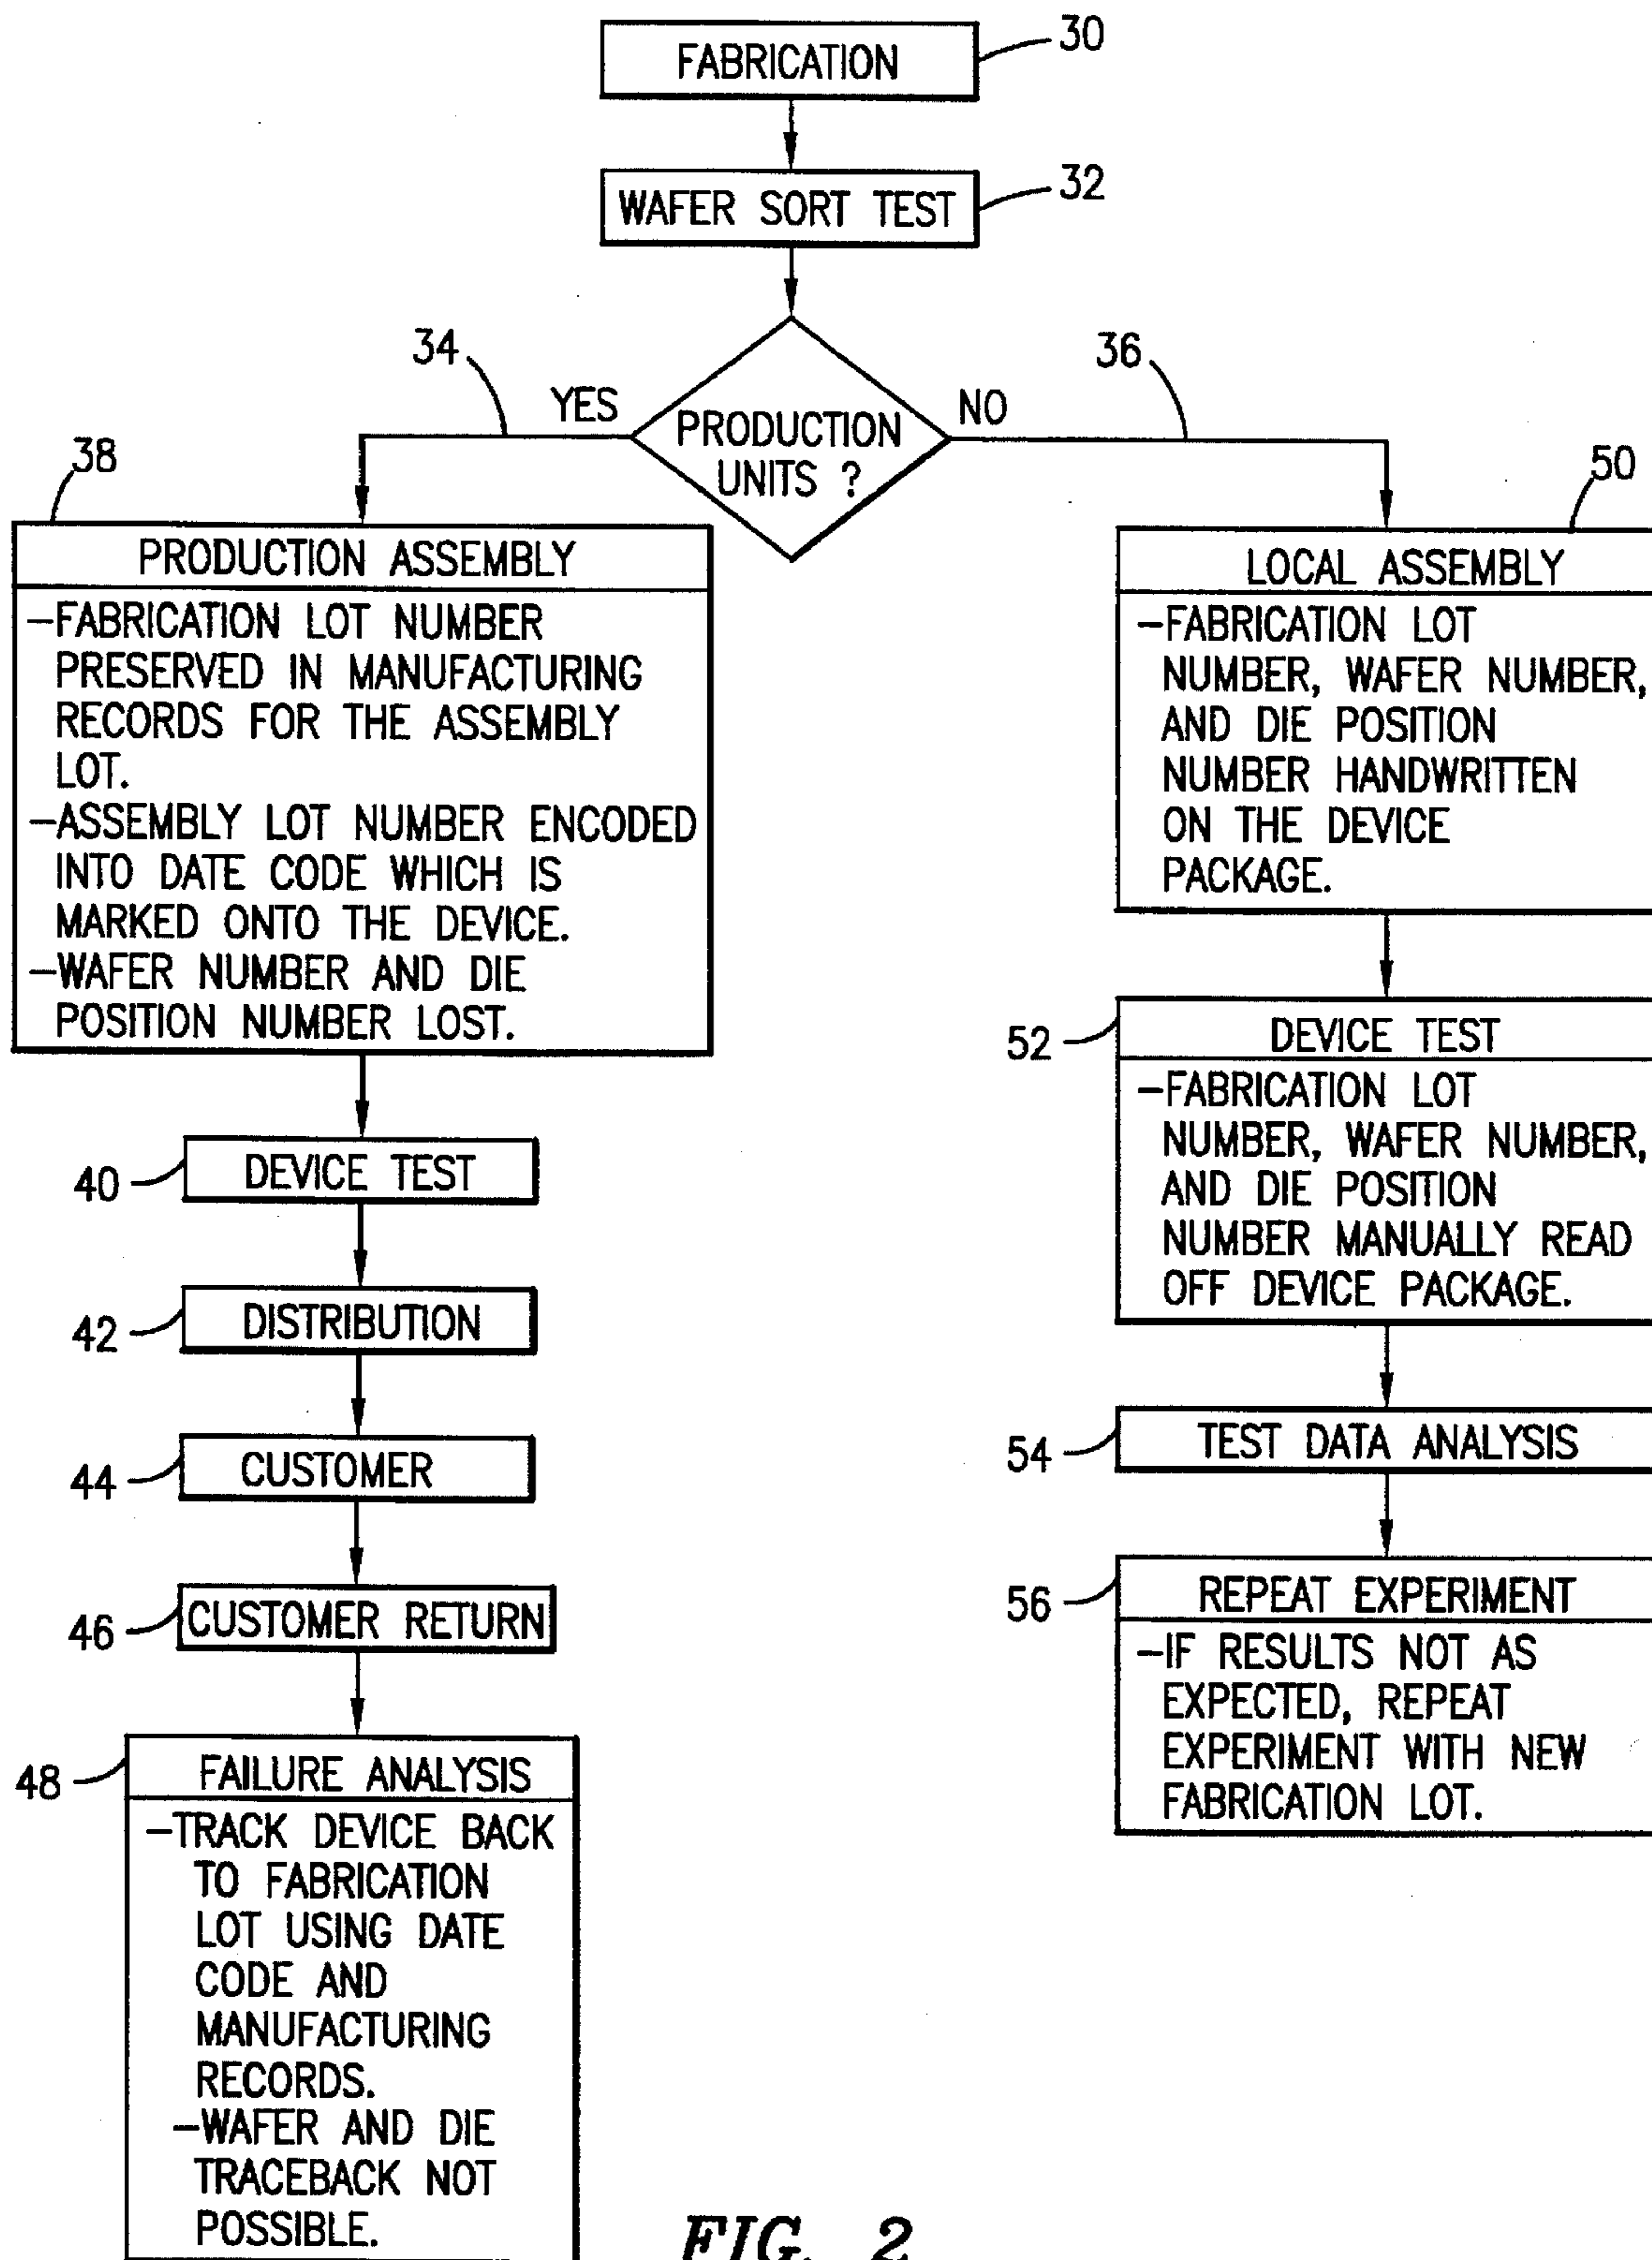 FABRICATION
30
WAFER SORT TEST
32
34
36
YES
NO
PRODUCTION
UNITS ?
38
PRODUCTION ASSEMBLY
–FABRICATION LOT NUMBER
PRESERVED IN MANUFACTURING
RECORDS FOR THE ASSEMBLY
LOT.
–ASSEMBLY LOT NUMBER ENCODED
INTO DATE CODE WHICH IS
MARKED ONTO THE DEVICE.
–WAFER NUMBER AND DIE
POSITION NUMBER LOST.
40
DEVICE TEST
42
DISTRIBUTION
44
CUSTOMER
46
CUSTOMER RETURN
48
FAILURE ANALYSIS
–TRACK DEVICE BACK
TO FABRICATION
LOT USING DATE
CODE AND
MANUFACTURING
RECORDS.
–WAFER AND DIE
TRACEBACK NOT
POSSIBLE.
50
LOCAL ASSEMBLY
–FABRICATION LOT
NUMBER, WAFER NUMBER,
AND DIE POSITION
NUMBER HANDWRITTEN
ON THE DEVICE
PACKAGE.
52
DEVICE TEST
–FABRICATION LOT
NUMBER, WAFER NUMBER,
AND DIE POSITION
NUMBER MANUALLY READ
OFF DEVICE PACKAGE.
54
TEST DATA ANALYSIS
56
REPEAT EXPERIMENT
–IF RESULTS NOT AS
EXPECTED, REPEAT
EXPERIMENT WITH NEW
FABRICATION LOT.
FIG. 2